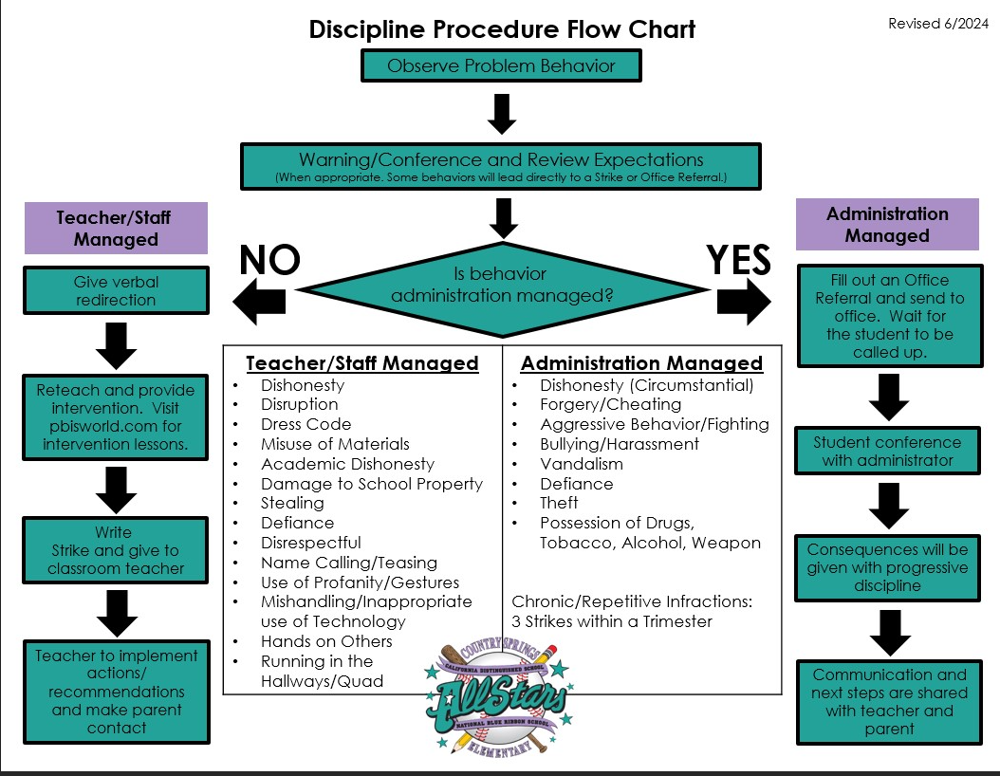 Discipline Procedure Flow Chart
Revised 6/2024
Observe Problem Behavior
Warning/Conference and Review Expectations
(When appropriate. Some behaviors will lead directly to a Strike or Office Referral.)
Teacher/Staff
Managed
Give verbal
redirection
Reteach and provide
intervention. Visit
pbisworld.com for
intervention lessons.
Write
Strike and give to
classroom teacher
Teacher to implement
actions/
recommendations
and make parent
contact
NO
Is behavior
administration managed?
YES
Teacher/Staff Managed
• Dishonesty
• Disruption
• Dress Code
• Misuse of Materials
• Academic Dishonesty
• Damage to School Property
• Stealing
• Defiance
• Disrespectful
• Name Calling/Teasing
• Use of Profanity/Gestures
• Mishandling/Inappropriate
use of Technology
• Hands on Others
• Running in the
Hallways/Quad
Administration Managed
• Dishonesty (Circumstantial)
• Forgery/Cheating
• Aggressive Behavior/Fighting
• Bullying/Harassment
• Vandalism
• Defiance
• Theft
• Possession of Drugs,
Tobacco, Alcohol, Weapon
Chronic/Repetitive Infractions:
3 Strikes within a Trimester
COUNTRY SPRINGS
CALIFORNIA DISTINGUISHED SCHOOL
AllStars
NATIONAL BLUE RIBBON SCHOOL
ELEMENTARY
Administration
Managed
Fill out an Office
Referral and send to
office. Wait for
the student to be
called up.
Student conference
with administrator
Consequences will be
given with progressive
discipline
Communication and
next steps are shared
with teacher and
parent